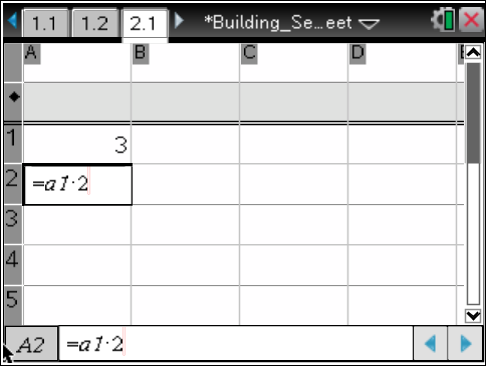 1.1 1.2 2.1 *Building_Se…eet
A B C D E
1 3
2 =a1·2
3
4
5
A2 =a1·2